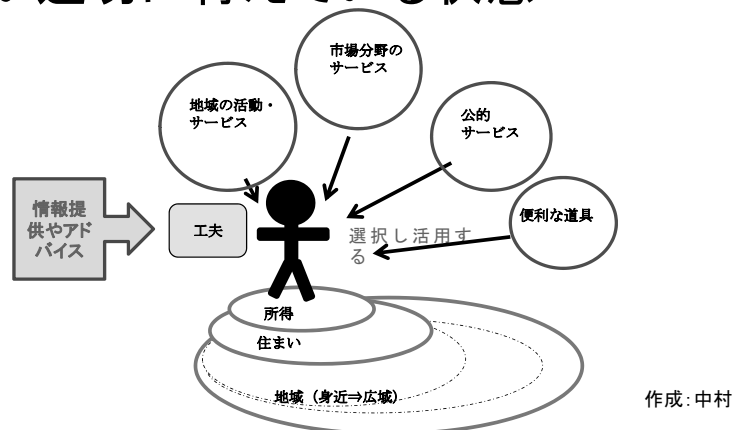 市場分野の
サービス
地域の活動・
サービス
公的
サービス
便利な道具
情報提
供やアド
バイス
工夫
選択し活用す
る
所得
住まい
地域（身近⇒広域）
作成：中村